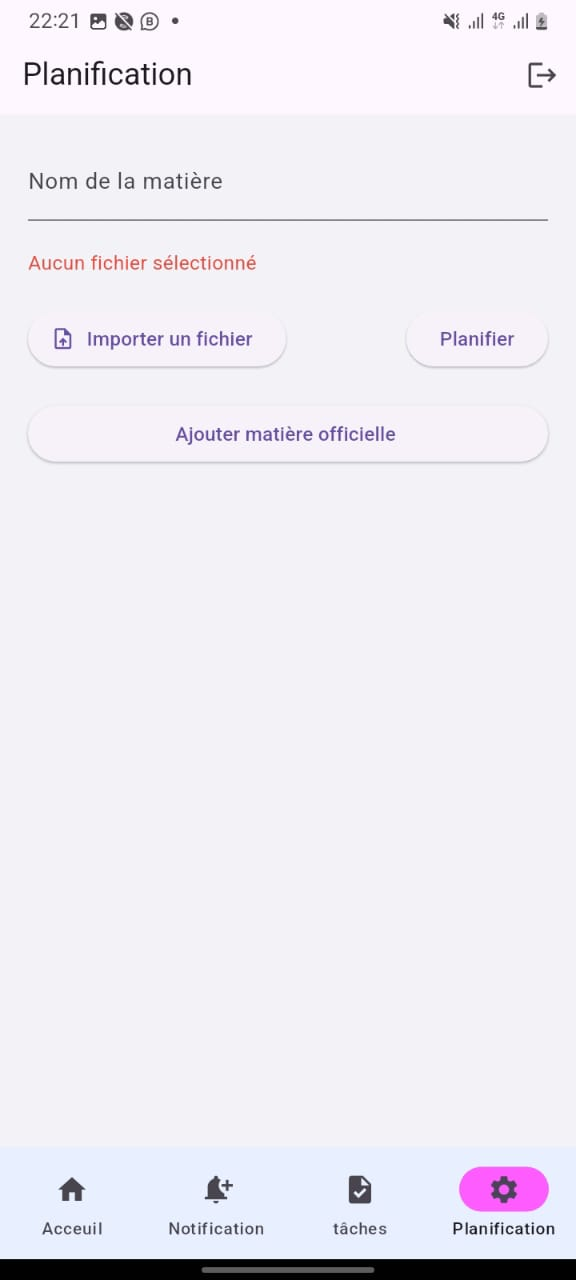 22:21
4G
Planification
Nom de la matière
Aucun fichier sélectionné
Importer un fichier
Planifier
Ajouter matière officielle
Acceuil
Notification
tâches
Planification